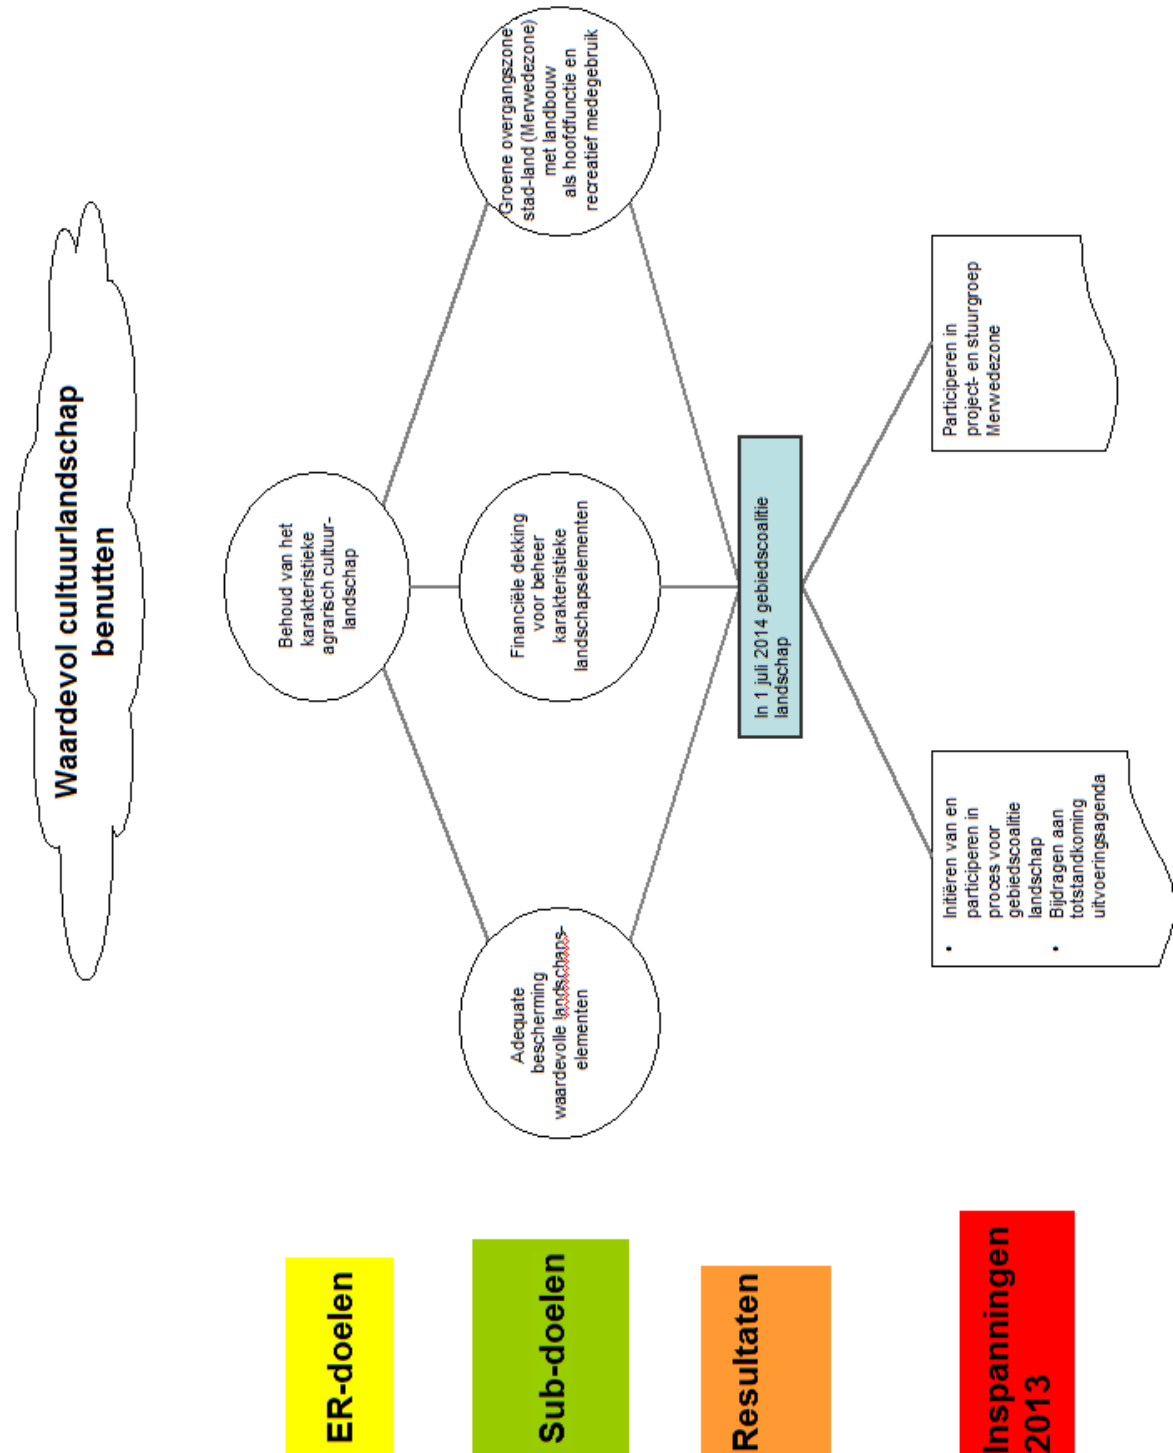 Waardevol cultuurlandschap
benutten
ER-doelen
Behoud van het
karakteristieke
agrarisch cultuur-
landschap
Sub-doelen
Adequate
bescherming
waardevolle landschaps-
elementen
Financiële dekking
voor beheer
karakteristieke
landschapselementen
Groene overgangszone
stad-land (Merwedezone)
met landbouw
als hoofdfunctie en
recreatief medegebruik
Resultaten
In 1 juli 2014 gebiedscoalitie
landschap
Inspanningen
2013
• Initiëren van en
participeren in
proces voor
gebiedscoalitie
landschap
• Bijdragen aan
totstandkoming
uitvoeringsagenda
Participeren in
project- en stuurgroep
Merwedezone